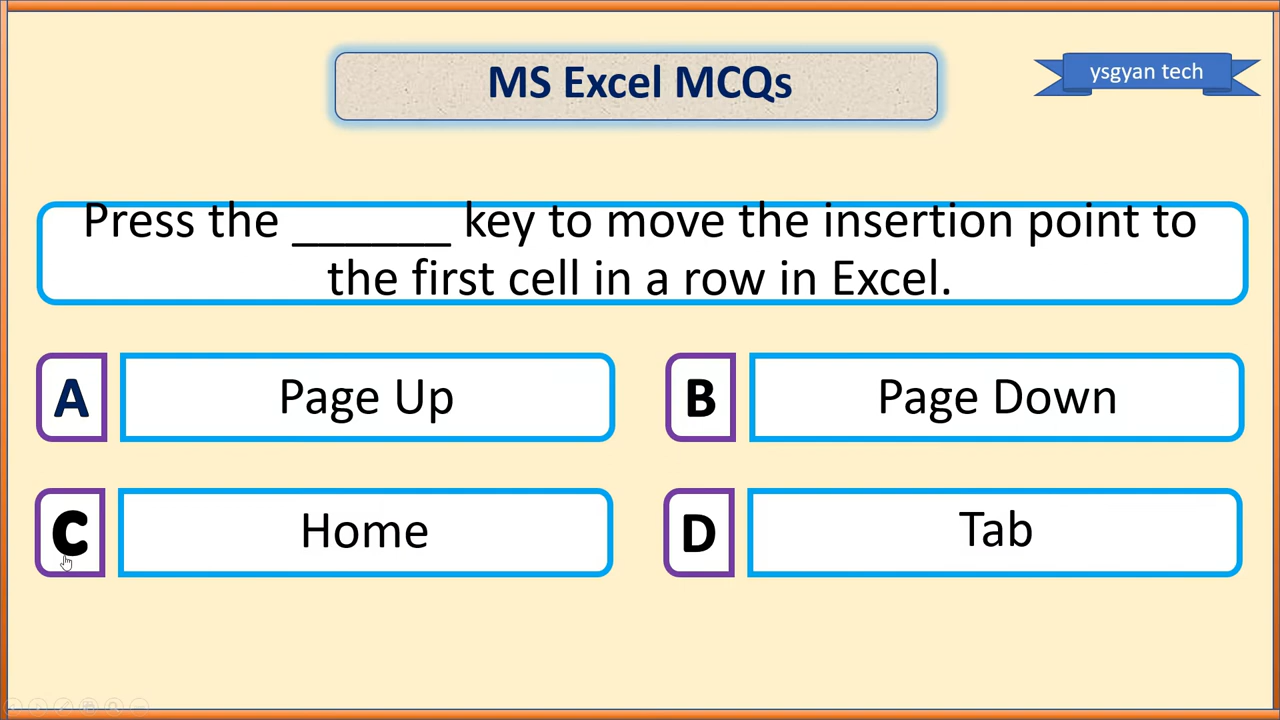 MS Excel MCQs
ysgyan tech
Press the ______ key to move the insertion point to
the first cell in a row in Excel.
A
Page Up
B
Page Down
C
Home
D
Tab